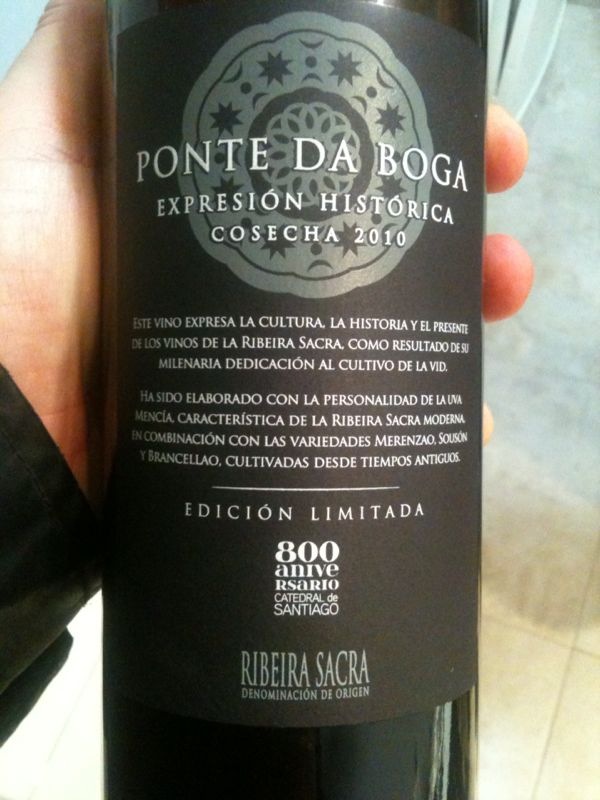 PONTE DA BOGA
EXPRESIÓN HISTÓRICA
COSECHA 2010
ESTE VINO EXPRESA LA CULTURA, LA HISTORIA Y EL PRESENTE
DE LOS VINOS DE LA RIBEIRA SACRA, COMO RESULTADO DE SU
MILENARIA DEDICACIÓN AL CULTIVO DE LA VID.
HA SIDO ELABORADO CON LA PERSONALIDAD DE LA UVA
MENCÍA, CARACTERÍSTICA DE LA RIBEIRA SACRA MODERNA.
EN COMBINACIÓN CON LAS VARIEDADES MERENZAO, SOUSÓN
Y BRANCELLAO, CULTIVADAS DESDE TIEMPOS ANTIGUOS.
EDICIÓN LIMITADA
800
anive
RSARIO
CATEDRAL de
SANTIAGO
RIBEIRA SACRA
DENOMINACIÓN DE ORIGEN